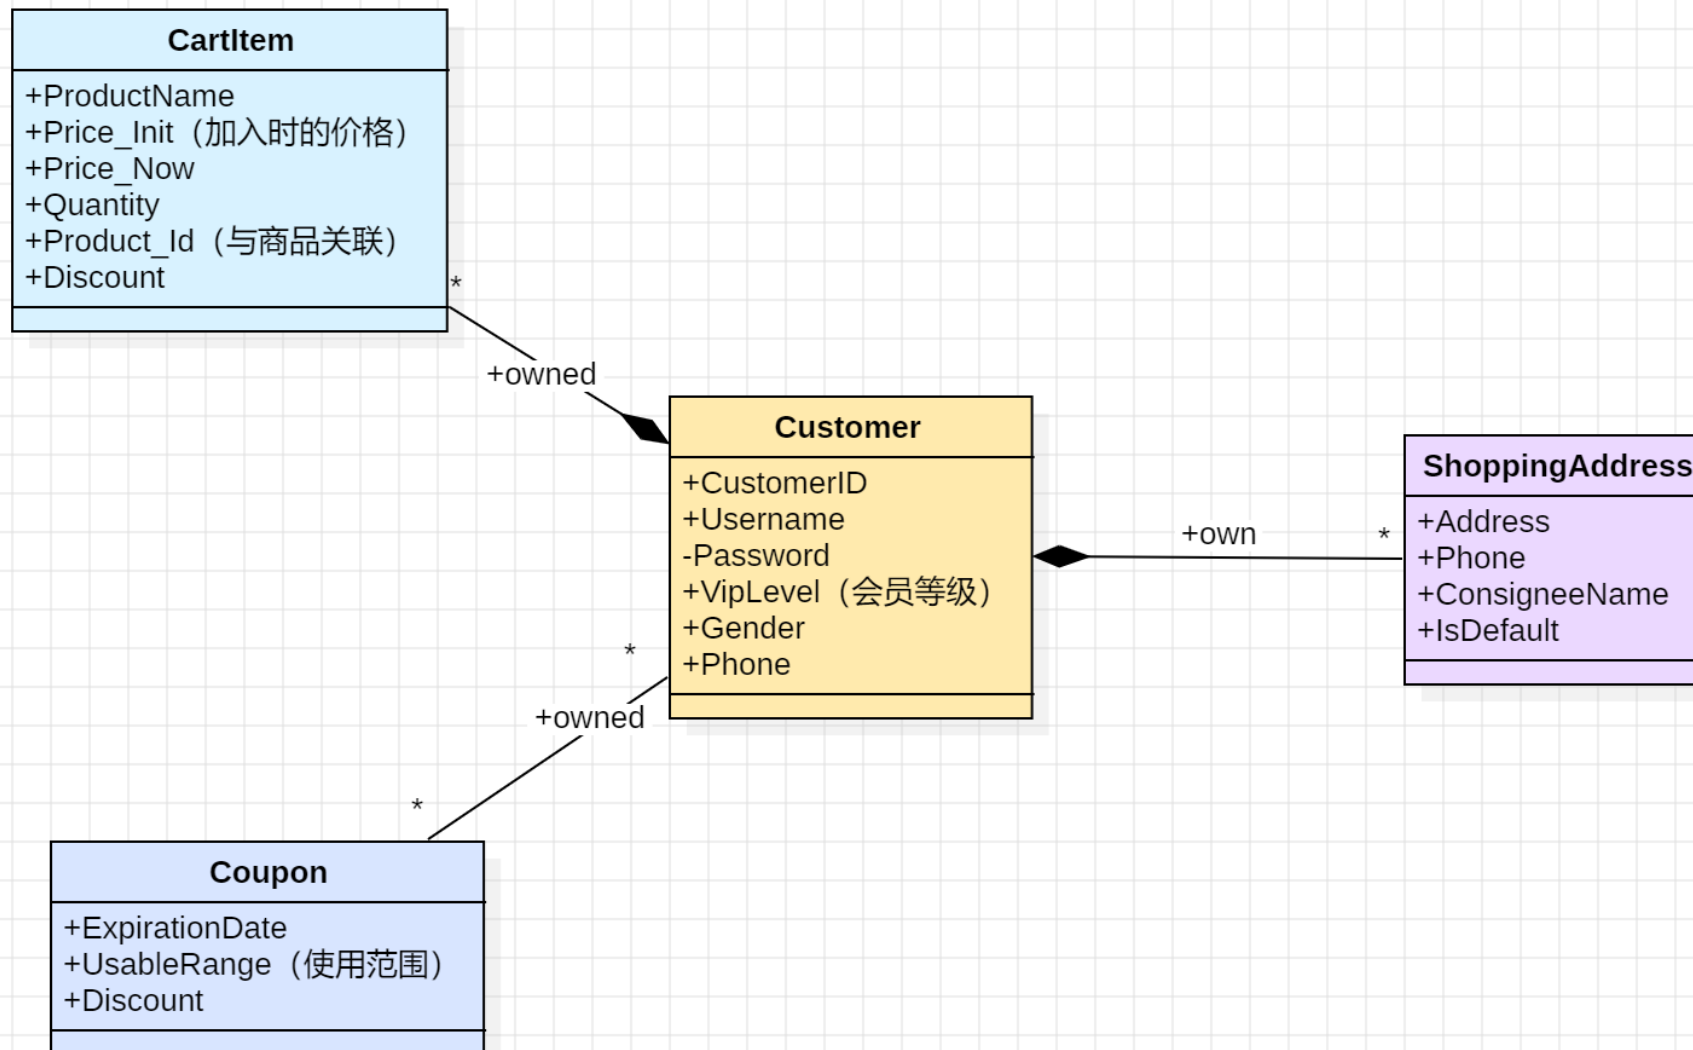 CartItem
+ProductName
+Price_Init（加入时的价格）
+Price_Now
+Quantity
+Product_Id（与商品关联）
+Discount
*
+owned
Customer
+CustomerID
+Username
-Password
+VipLevel（会员等级）
+Gender
+Phone
+own
*
ShoppingAddress
+Address
+Phone
+ConsigneeName
+IsDefault
*
+owned
*
Coupon
+ExpirationDate
+UsableRange（使用范围）
+Discount